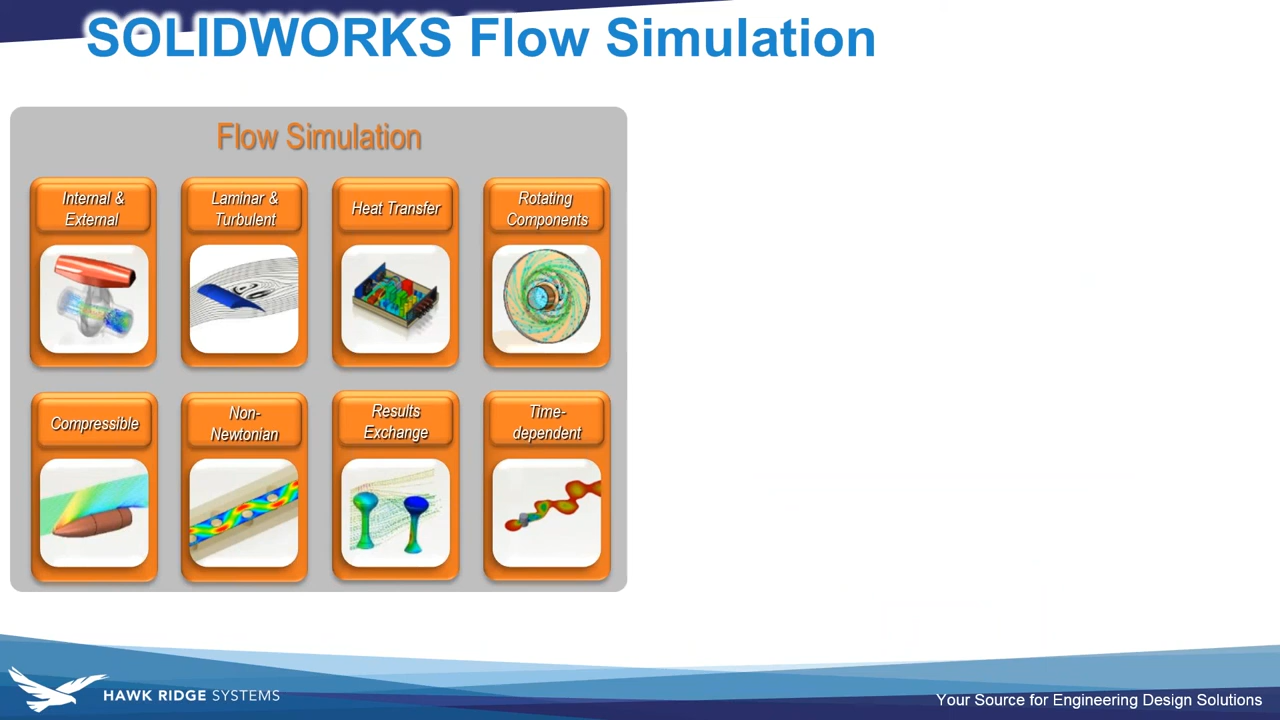 SOLIDWORKS Flow Simulation
Flow Simulation
Internal &
External
Laminar &
Turbulent
Heat Transfer
Rotating
Components
Compressible
Non-
Newtonian
Results
Exchange
Time-
dependent
HAWK RIDGE SYSTEMS
Your Source for Engineering Design Solutions